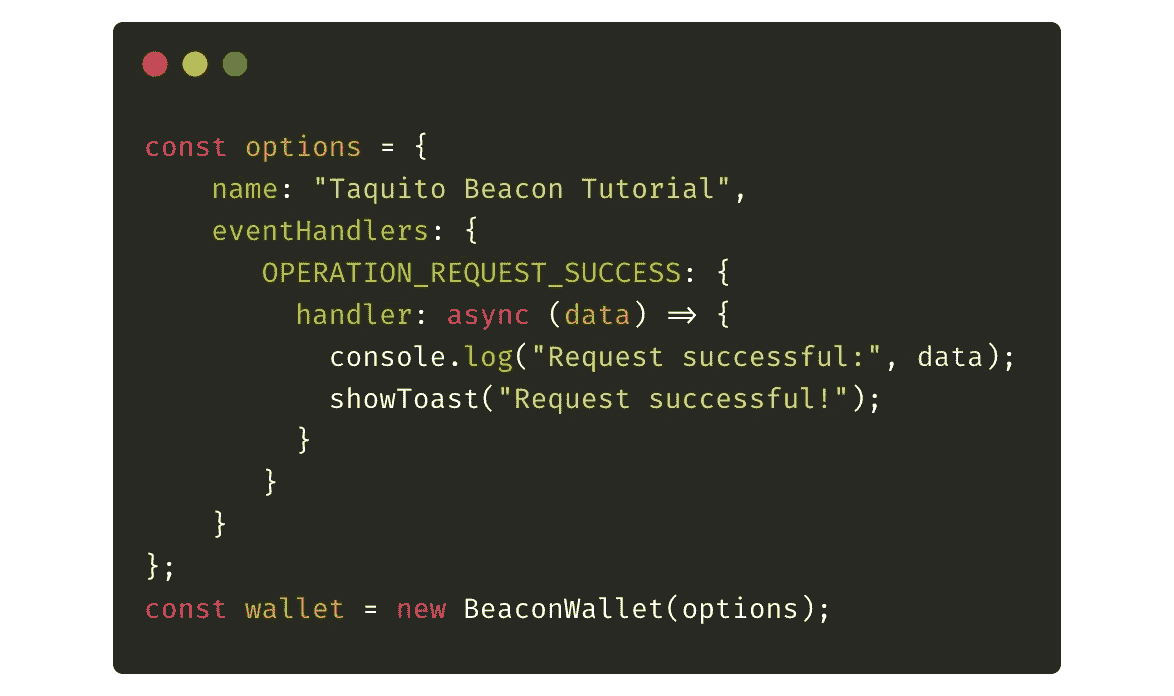 const options = {
    name: "Taquito Beacon Tutorial",
    eventHandlers: {
       OPERATION_REQUEST_SUCCESS: {
         handler: async (data) => {
           console.log("Request successful:", data);
           showToast("Request successful!");
         }
       }
    }
};
const wallet = new BeaconWallet(options);